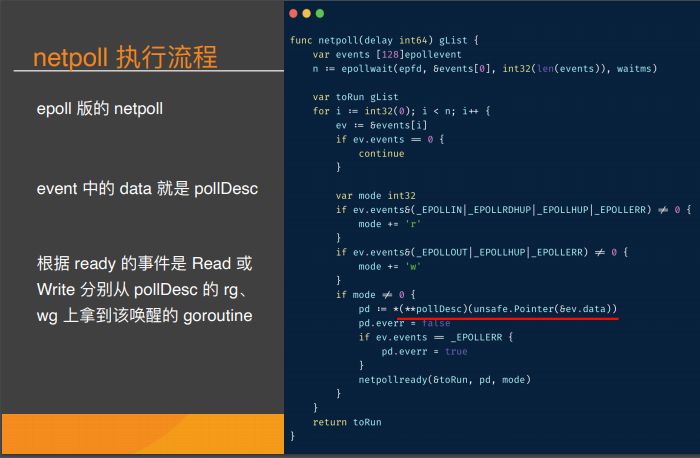 netpoll 执行流程
epoll 版的 netpoll
event 中的 data 就是 pollDesc
根据 ready 的事件是 Read 或
Write 分别从 pollDesc 的 rg、
wg 上拿到该唤醒的 goroutine
func netpoll(delay int64) gList {
    var events [128]epollevent
    n := epollwait(epfd, &events[0], int32(len(events)), waitms)
    var toRun gList
    for i := int32(0); i < n; i++ {
        ev := &events[i]
        if ev.events == 0 {
            continue
        }
        var mode int32
        if ev.events&(_EPOLLIN|_EPOLLRDHUP|_EPOLLHUP|_EPOLLERR) != 0 {
            mode += 'r'
        }
        if ev.events&(_EPOLLOUT|_EPOLLHUP|_EPOLLERR) != 0 {
            mode += 'w'
        }
        if mode != 0 {
            pd := *(**pollDesc)(unsafe.Pointer(&ev.data))
            pd.everr = false
            if ev.events == _EPOLLERR {
                pd.everr = true
            }
            netpollready(&toRun, pd, mode)
        }
    }
    return toRun
}